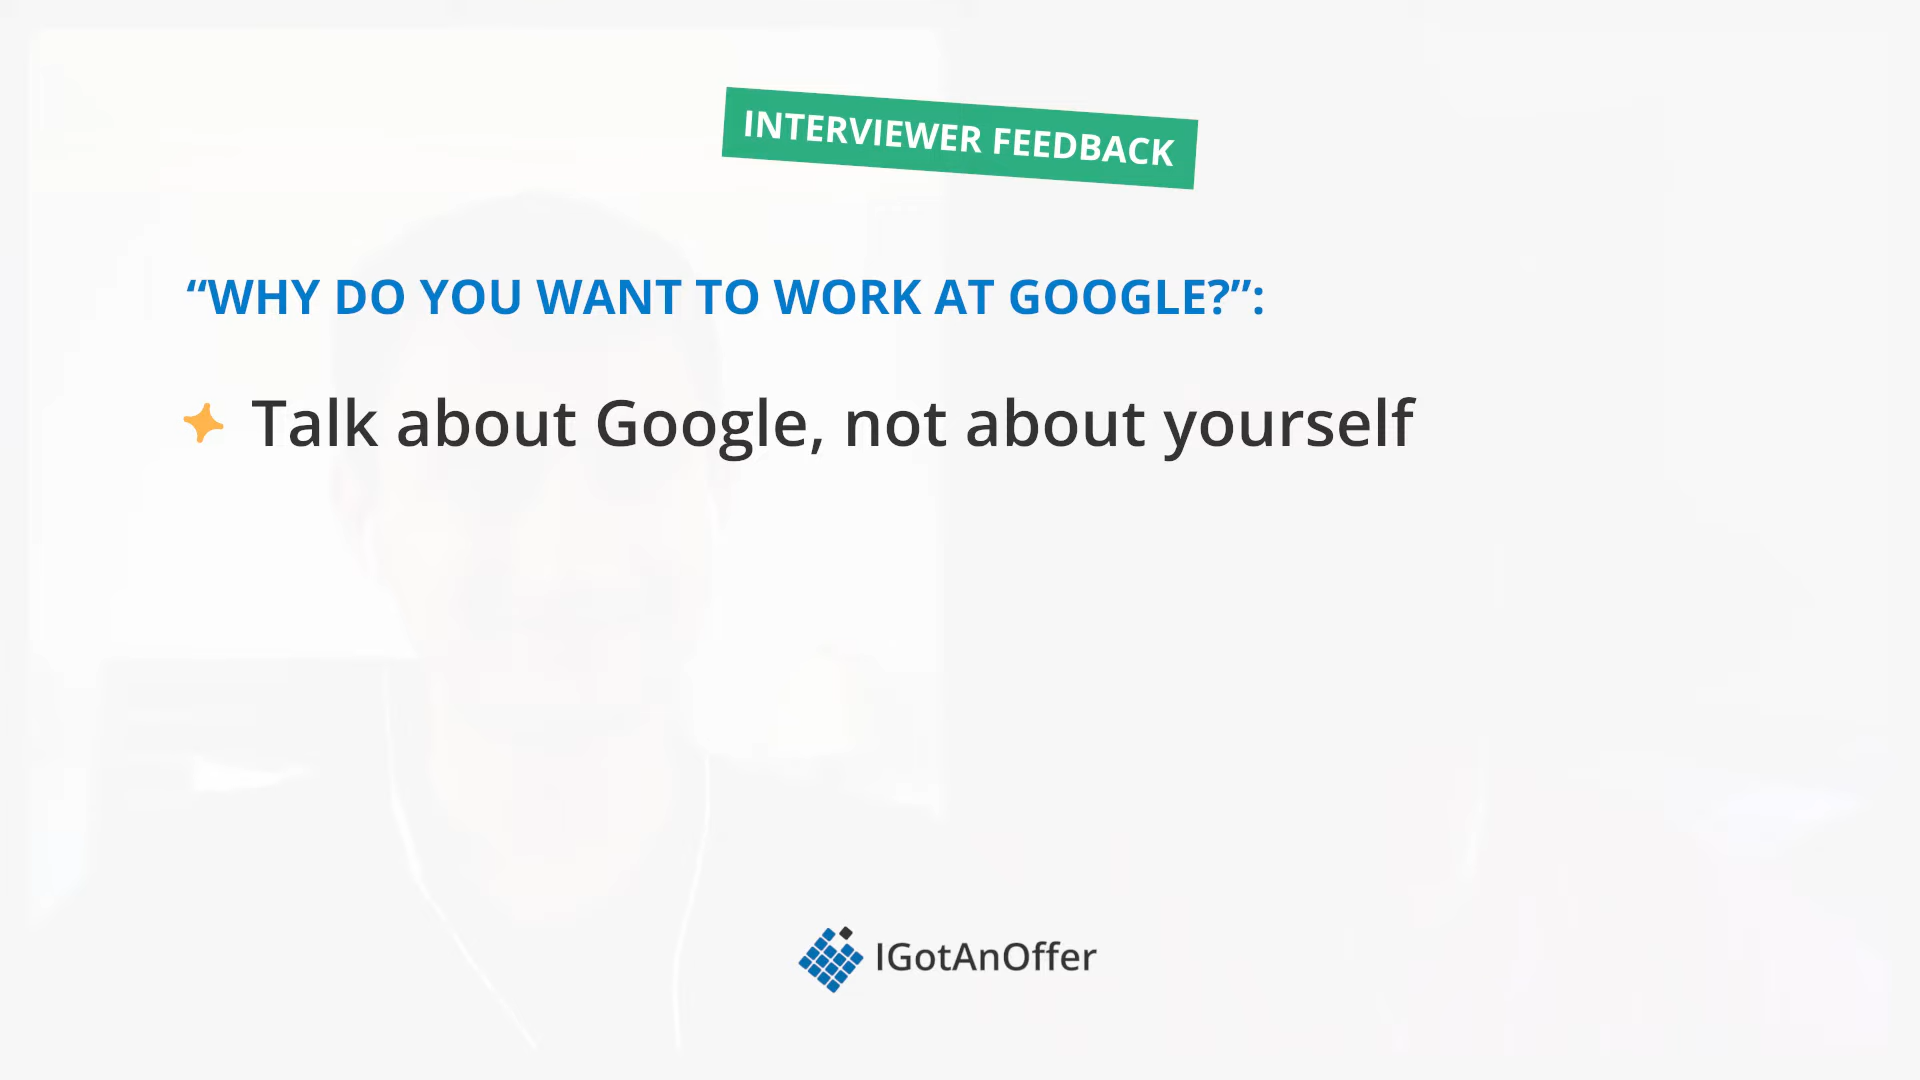 INTERVIEWER FEEDBACK
“WHY DO YOU WANT TO WORK AT GOOGLE?”:
Talk about Google, not about yourself
IGotAnOffer